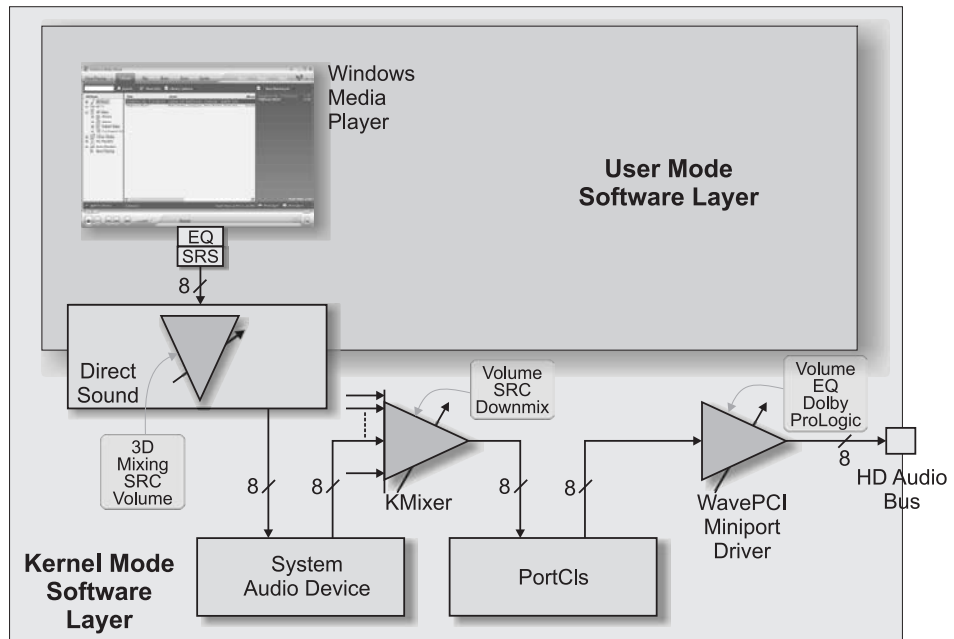 Windows
Media
Player
User Mode
Software Layer
EQ
SRS
8
Direct
Sound
3D
Mixing
SRC
Volume
Volume
SRC
Downmix
Volume
EQ
Dolby
ProLogic
8
8
KMixer
8
8
8
WavePCI
Miniport
Driver
HD Audio
Bus
System
Audio Device
PortCls
Kernel Mode
Software
Layer